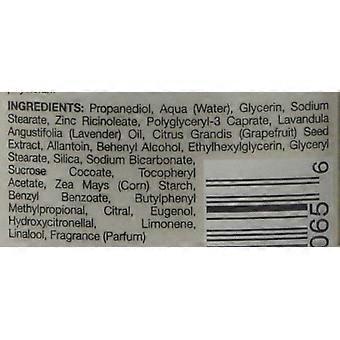 INGREDIENTS: Propanediol, Aqua (Water), Glycerin, Sodium
Stearate, Zinc Ricinoleate, Polyglyceryl-3 Caprate, Lavandula
Angustifolia (Lavender) Oil, Citrus Grandis (Grapefruit) Seed
Extract, Allantoin, Behenyl Alcohol, Ethylhexylglycerin, Glyceryl
Stearate, Silica, Sodium Bicarbonate,
Sucrose Cocoate, Tocopheryl
Acetate, Zea Mays (Corn) Starch,
Benzyl Benzoate, Butylphenyl
Methylpropional, Citral, Eugenol,
Hydroxycitronellal, Limonene,
Linalool, Fragrance (Parfum)
065 6